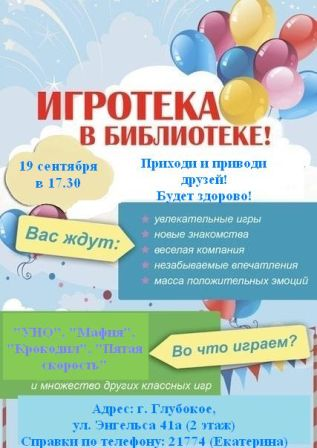 ИГРОТЕКА
В БИБЛИОТЕКЕ!
19 сентября
в 17.30
Приходи и приводи
друзей!
Будет здорово!
Вас ждут:
увлекательные игры
новые знакомства
веселая компания
незабываемые впечатления
масса положительных эмоций
"УНО", "Мафия",
"Крокодил", "Пятая
скорость"
Во что играем?
и множество других классных игр
Адрес: г. Глубокое,
ул. Энгельса 41а (2 этаж)
Справки по телефону: 21774 (Екатерина)